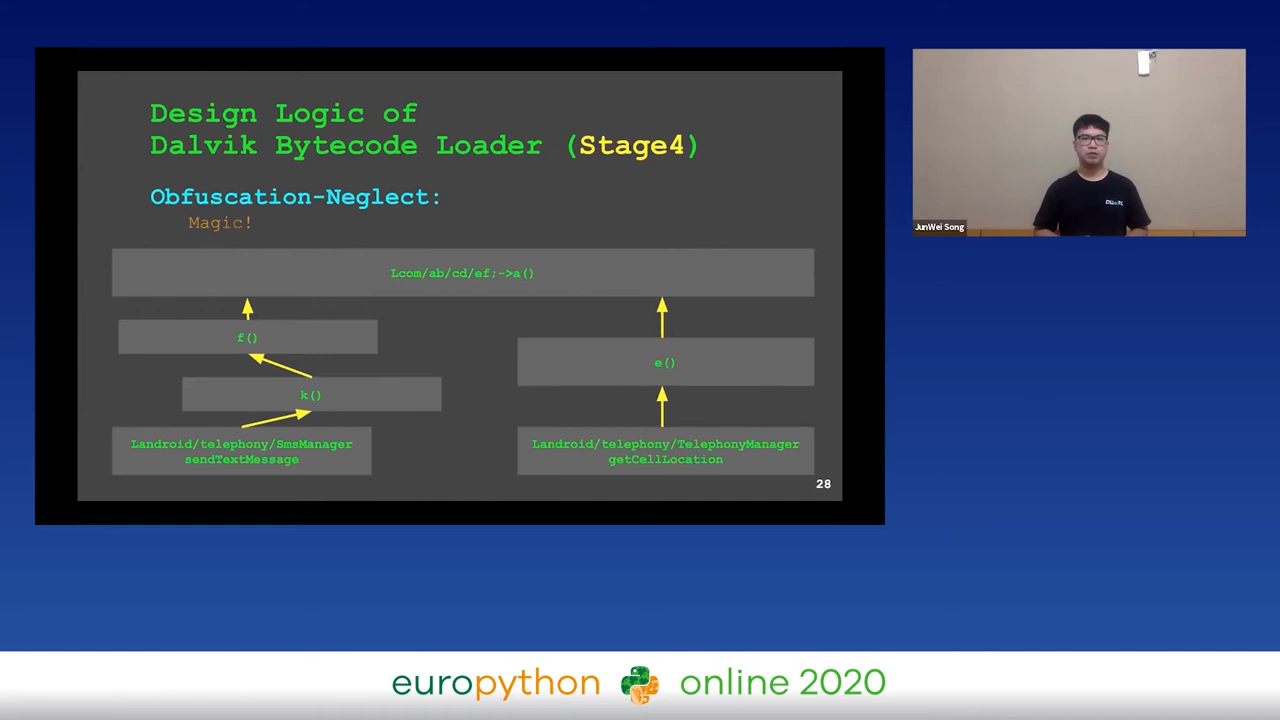 Design Logic of
Dalvik Bytecode Loader (Stage4)
Obfuscation-Neglect:
Magic!
Lcom/ab/cd/ef;->a()
f()
e()
k()
Landroid/telephony/SmsManager
sendTextMessage
Landroid/telephony/TelephonyManager
getCellLocation
28
JunWei Song
europython online 2020